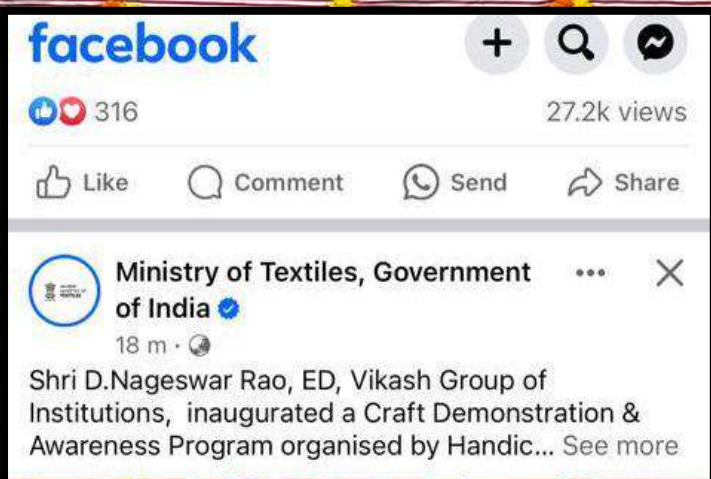 facebook
316 27.2k views
Like Comment Send Share
Ministry of Textiles, Government
of India
18 m ·
Shri D.Nageswar Rao, ED, Vikash Group of
Institutions, inaugurated a Craft Demonstration &
Awareness Program organised by Handic... See more